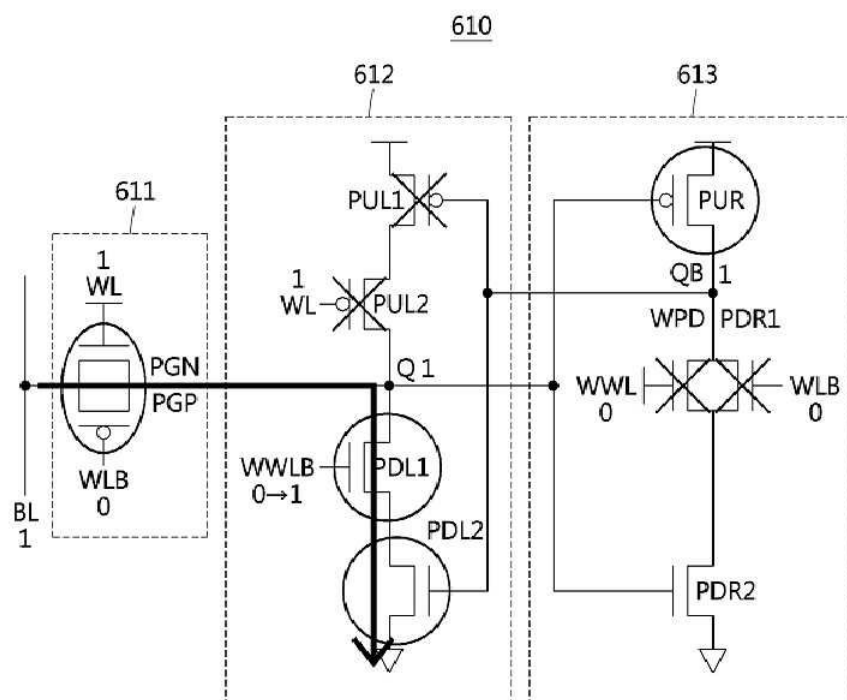 610
612
613
611
PUL1
PUR
1
WL
1
WL
PUL2
QB 1
WPD PDR1
PGN
PGP
Q 1
WWL
0
WLB
0
WLB
0
WWLB
0→1
PDL1
BL
1
PDL2
PDR2